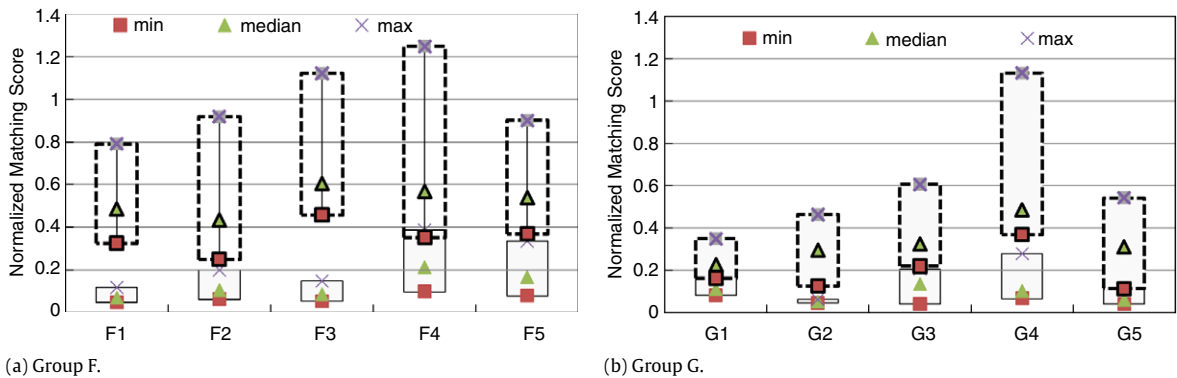 1.4
min median max
1.2
1
0.8
0.6
0.4
0.2
0
Normalized Matching Score
F1 F2 F3 F4 F5
(a) Group F.
1.4
min median max
1.2
1
0.8
0.6
0.4
0.2
0
Normalized Matching Score
G1 G2 G3 G4 G5
(b) Group G.